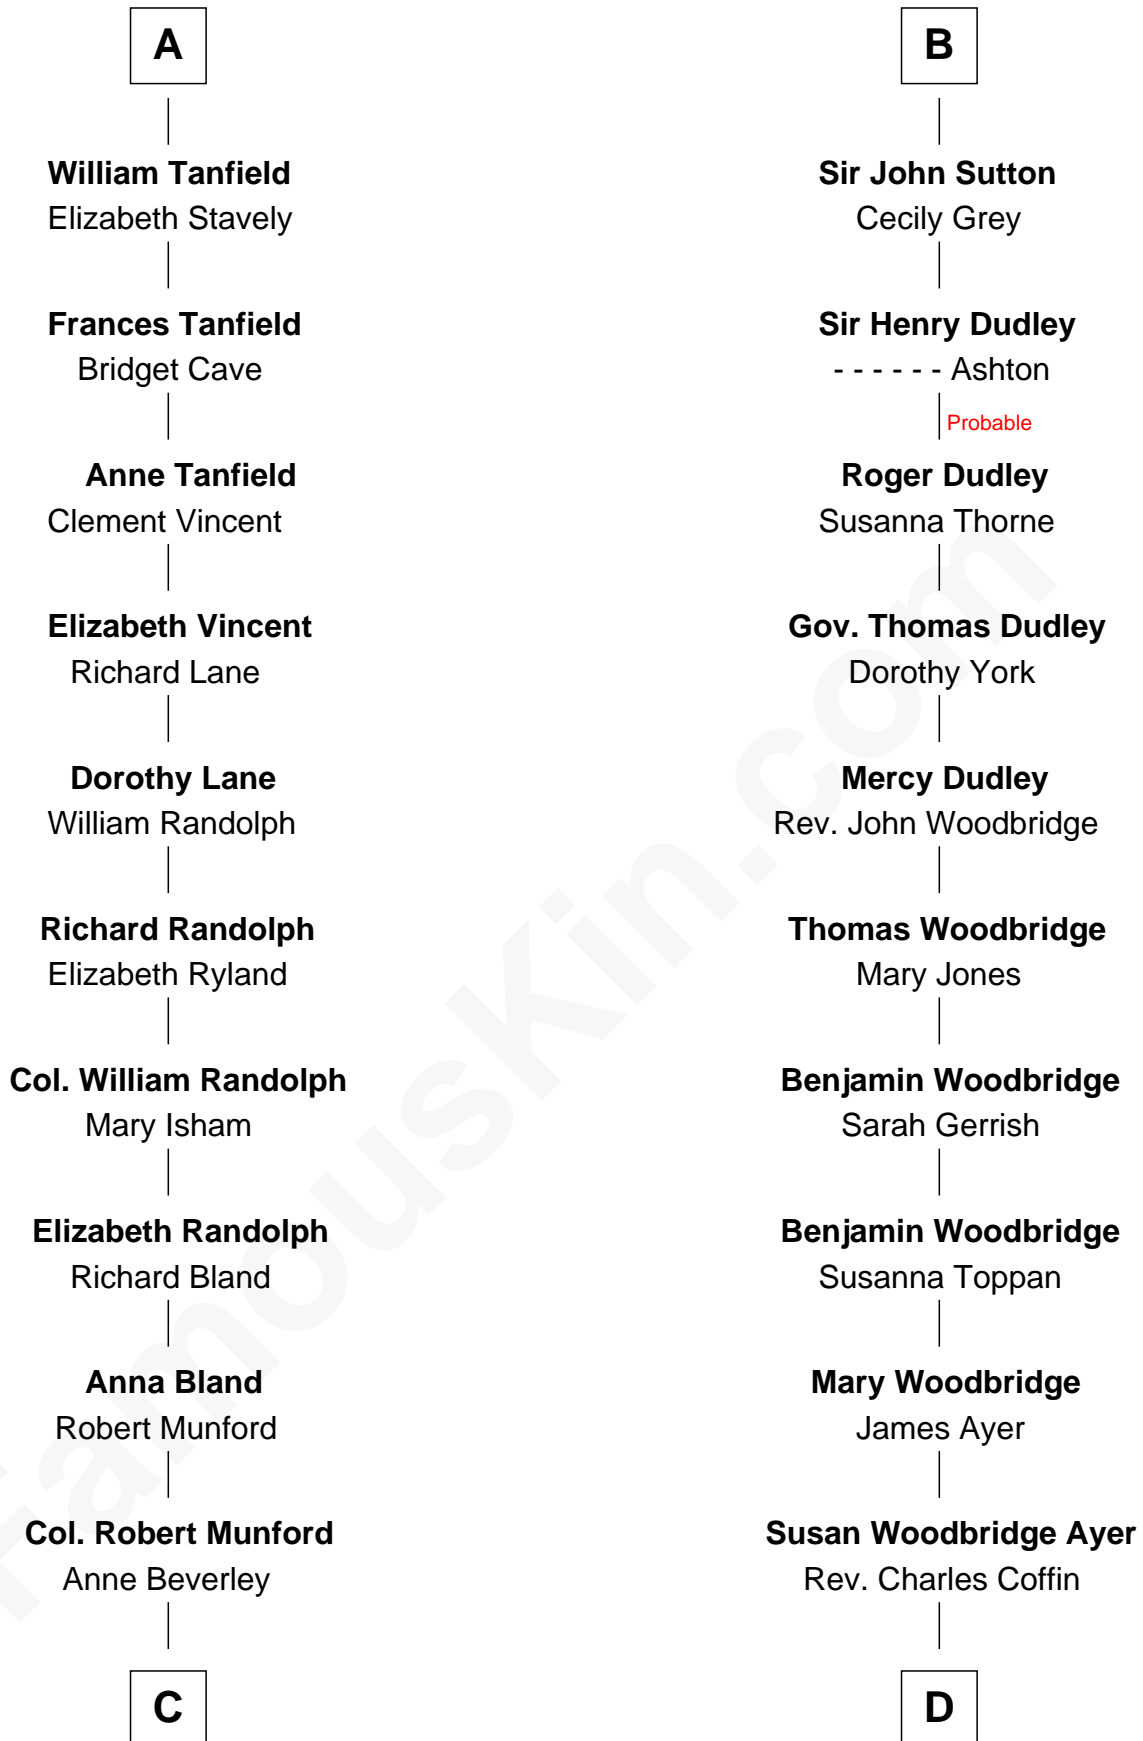 A
William Tanfield
Elizabeth Stavely
Frances Tanfield
Bridget Cave
Anne Tanfield
Clement Vincent
Elizabeth Vincent
Richard Lane
Dorothy Lane
William Randolph
Richard Randolph
Elizabeth Ryland
Col. William Randolph
Mary Isham
Elizabeth Randolph
Richard Bland
Anna Bland
Robert Munford
Col. Robert Munford
Anne Beverley
C
B
Sir John Sutton
Cecily Grey
Sir Henry Dudley
- - - - - - Ashton
Probable
Roger Dudley
Susanna Thorne
Gov. Thomas Dudley
Dorothy York
Mercy Dudley
Rev. John Woodbridge
Thomas Woodbridge
Mary Jones
Benjamin Woodbridge
Sarah Gerrish
Benjamin Woodbridge
Susanna Toppan
Mary Woodbridge
James Ayer
Susan Woodbridge Ayer
Rev. Charles Coffin
D
FamousKin.com